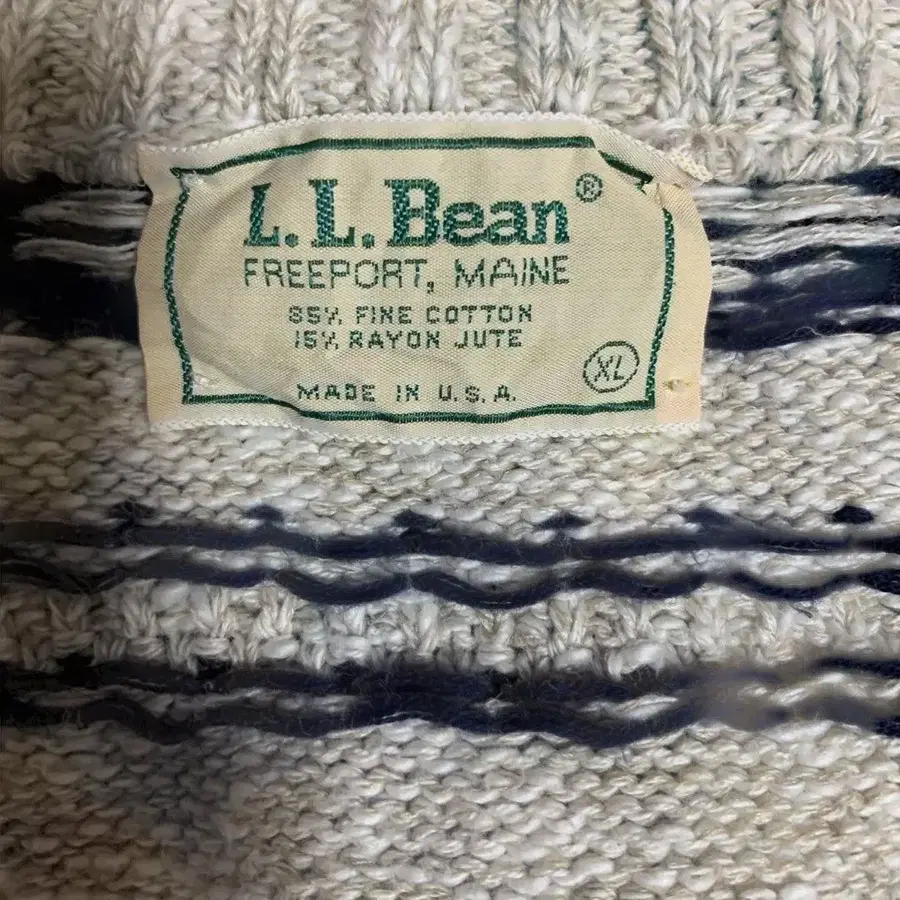 L.L.Bean®
FREEPORT, MAINE
85% FINE COTTON
15% RAYON JUTE
XL
MADE IN U.S.A.